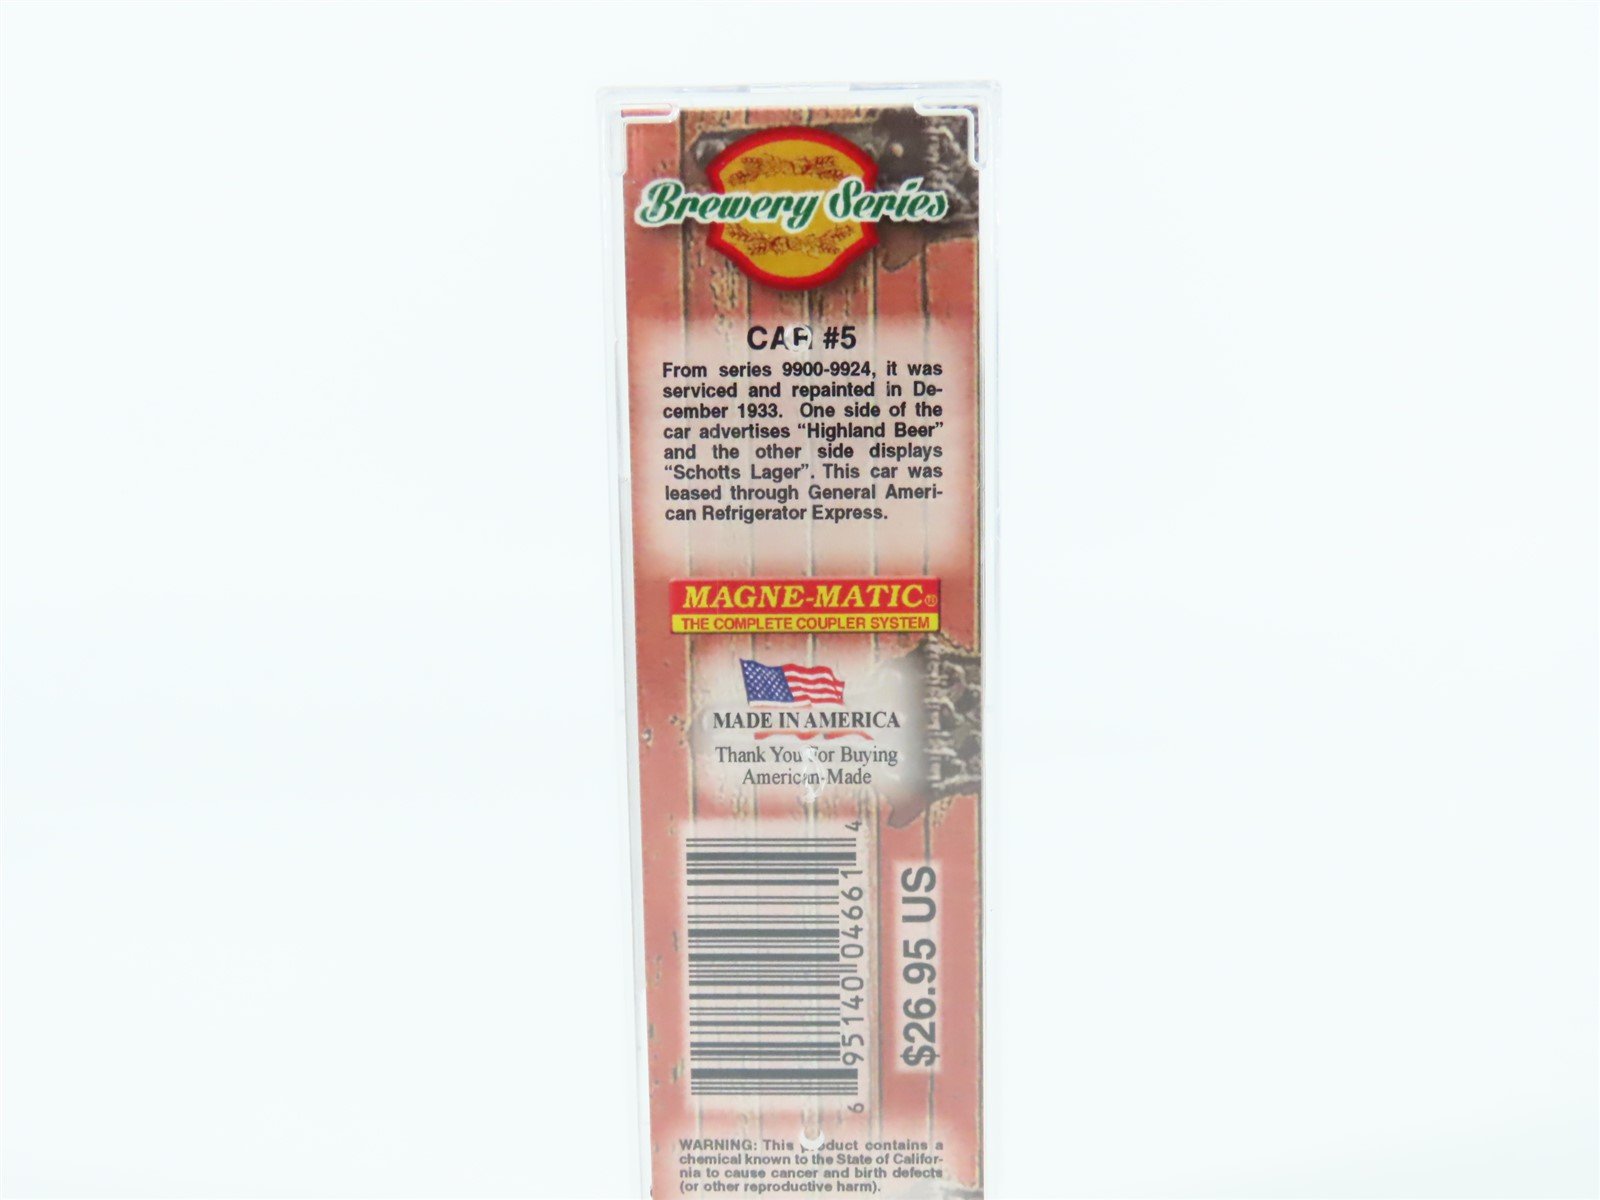 Brewery Series
CAR #5
From series 9900-9924, it was
serviced and repainted in De-
cember 1933. One side of the
car advertises “Highland Beer”
and the other side displays
“Schotts Lager”. This car was
leased through General Ameri-
can Refrigerator Express.
MAGNE-MATIC®
THE COMPLETE COUPLER SYSTEM
MADE IN AMERICA
Thank You For Buying
American-Made
6 95140 04661 4
$26.95 US
WARNING: This product contains a
chemical known to the State of Califor-
nia to cause cancer and birth defects
(or other reproductive harm).